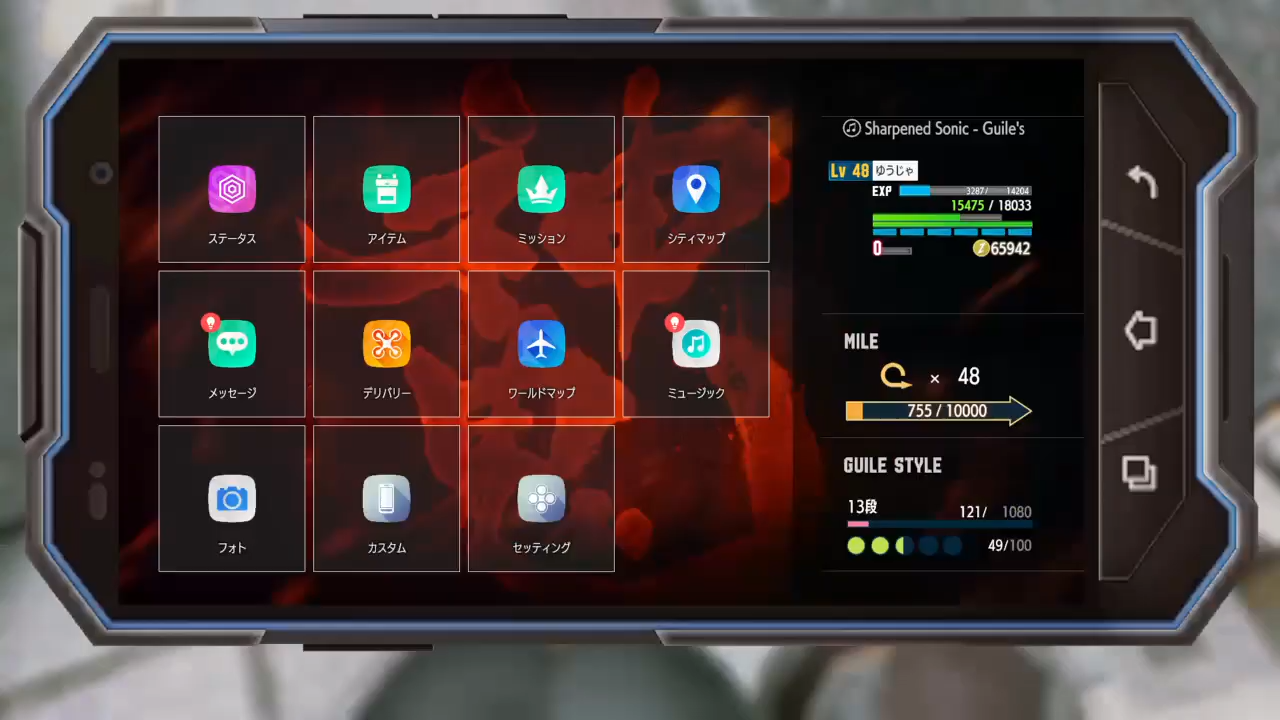 ステータス
アイテム
ミッション
シティマップ
メッセージ
デリバリー
ワールドマップ
ミュージック
フォト
カスタム
セッティング
Sharpened Sonic - Guile's
Lv 48 ゆうじゃ
EXP 3287/ 14204
15475 / 18033
0 Z 65942
MILE
× 48
755 / 10000
GUILE STYLE
13段 121/ 1080
49/100